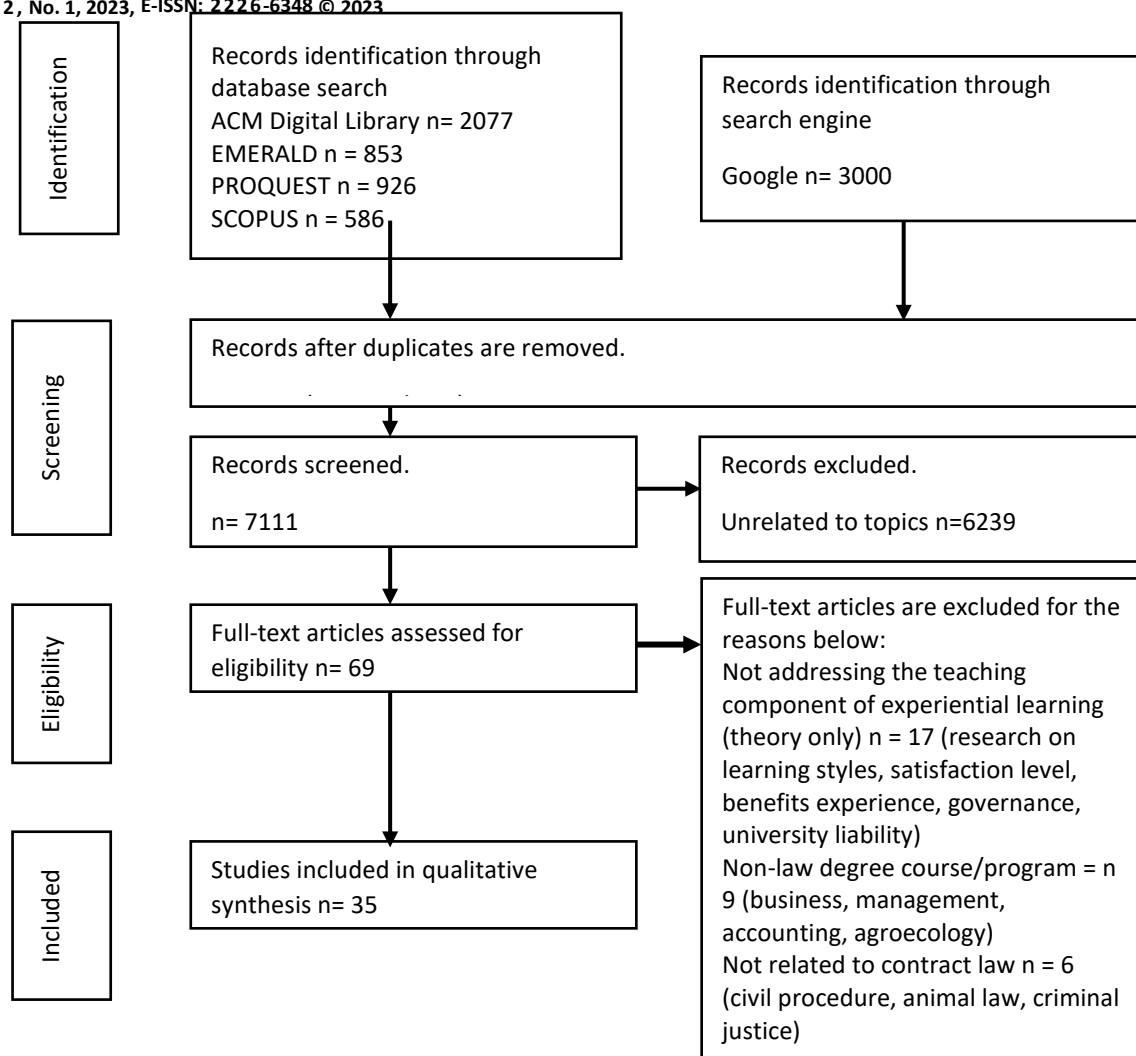 2, No. 1, 2023, E-ISSN: 2226-6348 © 2023
Identification
Records identification through
database search
ACM Digital Library n= 2077
EMERALD n = 853
PROQUEST n = 926
SCOPUS n = 586
Records identification through
search engine
Google n= 3000
Screening
Records after duplicates are removed.
Records screened.
n= 7111
Records excluded.
Unrelated to topics n=6239
Eligibility
Full-text articles assessed for
eligibility n= 69
Full-text articles are excluded for the
reasons below:
Not addressing the teaching
component of experiential learning
(theory only) n = 17 (research on
learning styles, satisfaction level,
benefits experience, governance,
university liability)
Non-law degree course/program = n
9 (business, management,
accounting, agroecology)
Not related to contract law n = 6
(civil procedure, animal law, criminal
justice)
Included
Studies included in qualitative
synthesis n= 35